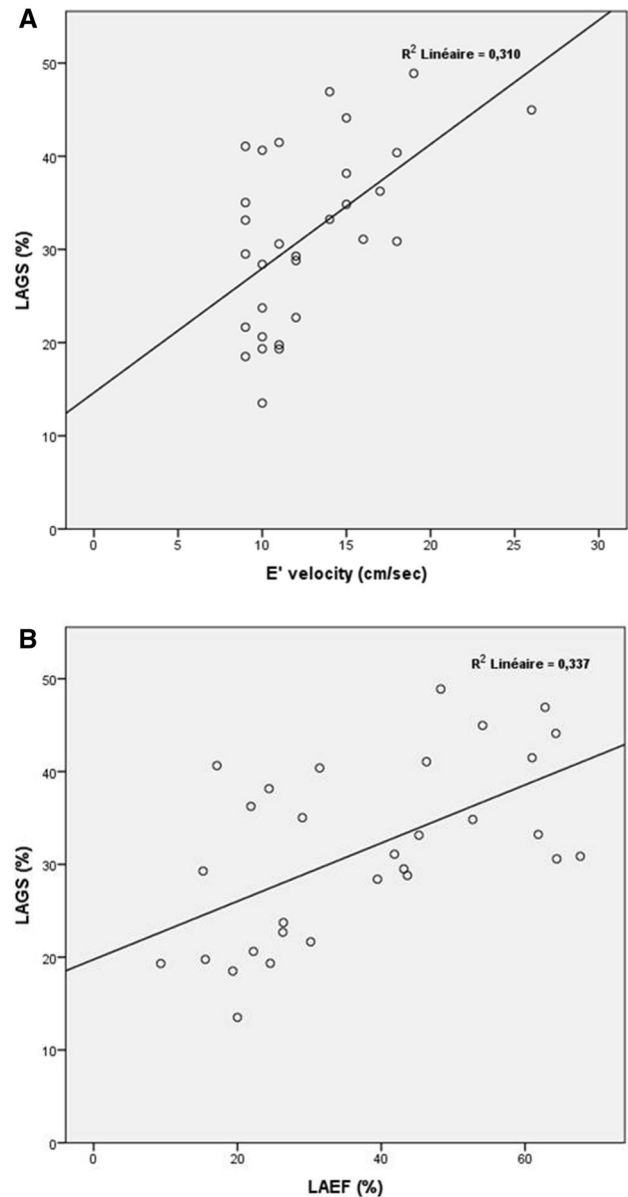 A
R2 Linéaire = 0,310
50
40
30
20
10
0
LAGS (%)
0 5 10 15 20 25 30
E' velocity (cm/sec)
B
R2 Linéaire = 0,337
50
40
30
20
10
0
LAGS (%)
0 20 40 60
LAEF (%)